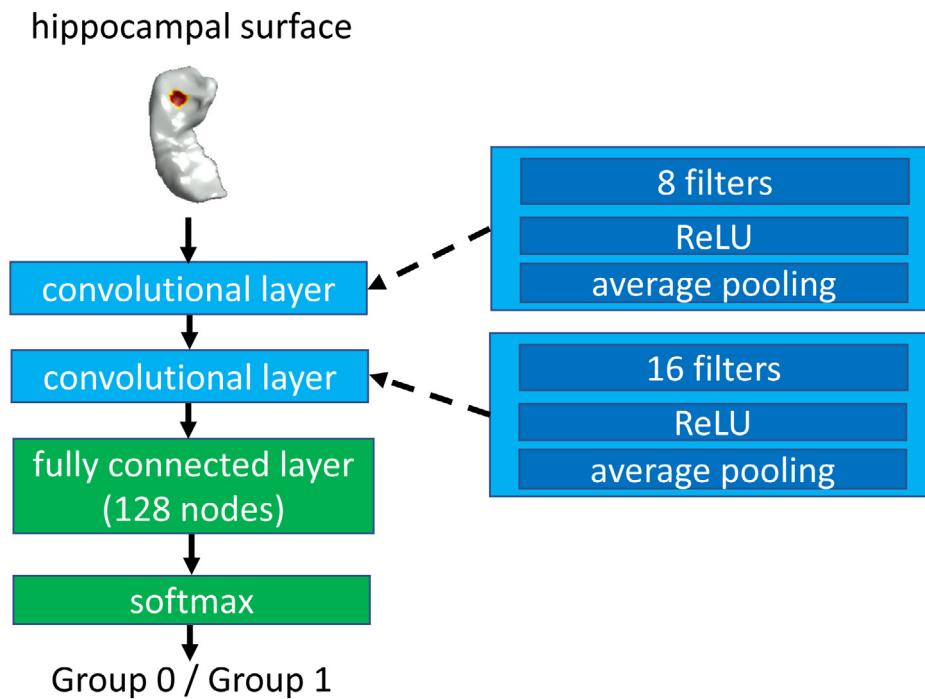 hippocampal surface
convolutional layer
convolutional layer
fully connected layer
(128 nodes)
softmax
Group 0 / Group 1
8 filters
ReLU
average pooling
16 filters
ReLU
average pooling